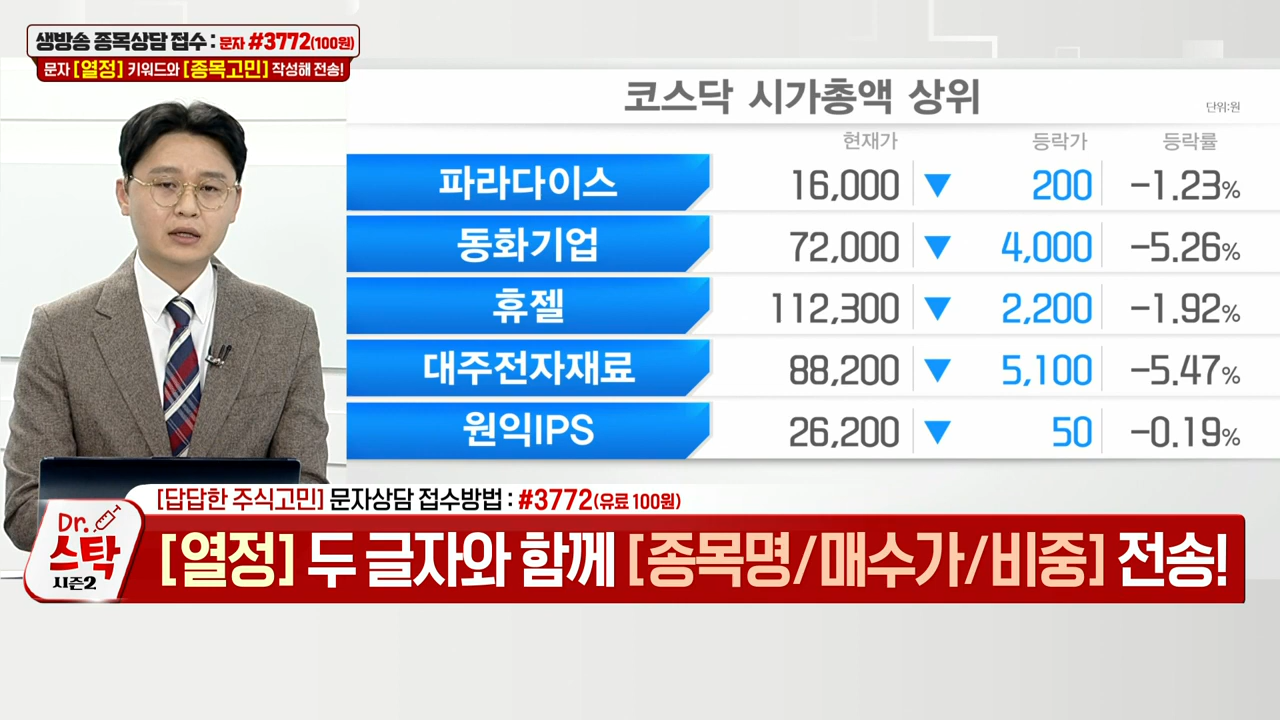 생방송 종목상담 접수 : 문자 #3772(100원)
문자 [열정] 키워드와 [종목고민] 작성해 전송!
코스닥 시가총액 상위
단위:원
현재가 등락가 등락률
파라다이스 16,000 ▼ 200 -1.23%
동화기업 72,000 ▼ 4,000 -5.26%
휴젤 112,300 ▼ 2,200 -1.92%
대주전자재료 88,200 ▼ 5,100 -5.47%
원익IPS 26,200 ▼ 50 -0.19%
[답답한 주식고민] 문자상담 접수방법 : #3772(유료 100원)
Dr.
스탁
시즌2
[열정] 두 글자와 함께 [종목명/매수가/비중] 전송!